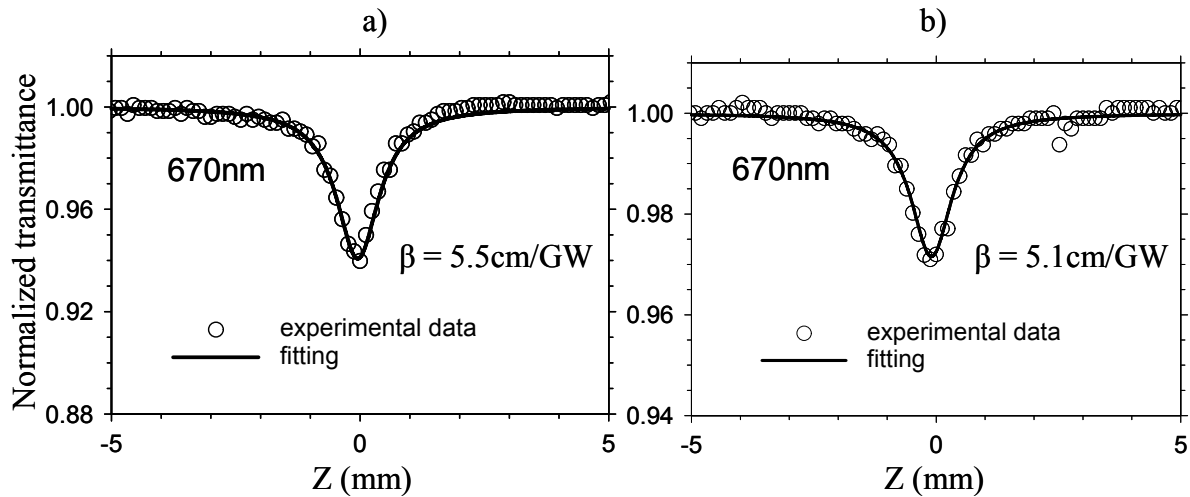 a)
b)
Normalized transmittance
1.00
0.96
0.92
0.88
670nm
β = 5.5cm/GW
experimental data
fitting
-5
0
5
Z (mm)
1.00
0.98
0.96
0.94
670nm
β = 5.1cm/GW
experimental data
fitting
-5
0
5
Z (mm)